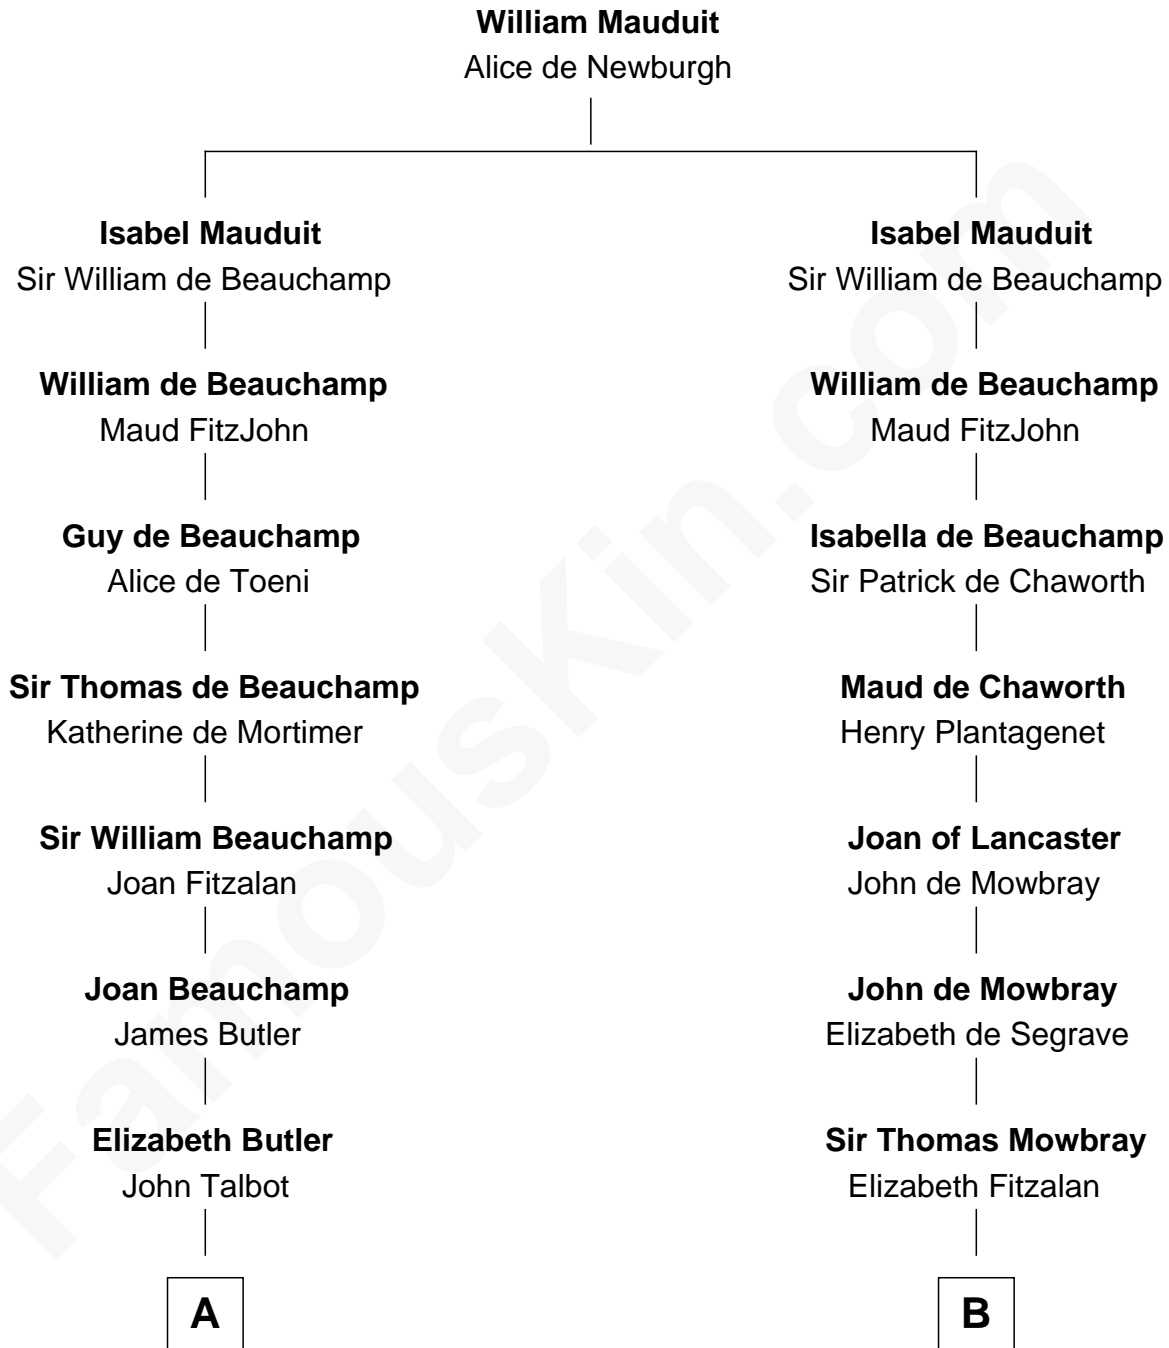 William Mauduit
Alice de Newburgh
Isabel Mauduit
Sir William de Beauchamp
Isabel Mauduit
Sir William de Beauchamp
William de Beauchamp
Maud FitzJohn
William de Beauchamp
Maud FitzJohn
Guy de Beauchamp
Alice de Toeni
Isabella de Beauchamp
Sir Patrick de Chaworth
Sir Thomas de Beauchamp
Katherine de Mortimer
Maud de Chaworth
Henry Plantagenet
Sir William Beauchamp
Joan Fitzalan
Joan of Lancaster
John de Mowbray
Joan Beauchamp
James Butler
John de Mowbray
Elizabeth de Segrave
Elizabeth Butler
John Talbot
Sir Thomas Mowbray
Elizabeth Fitzalan
A
B
FamousKin.com